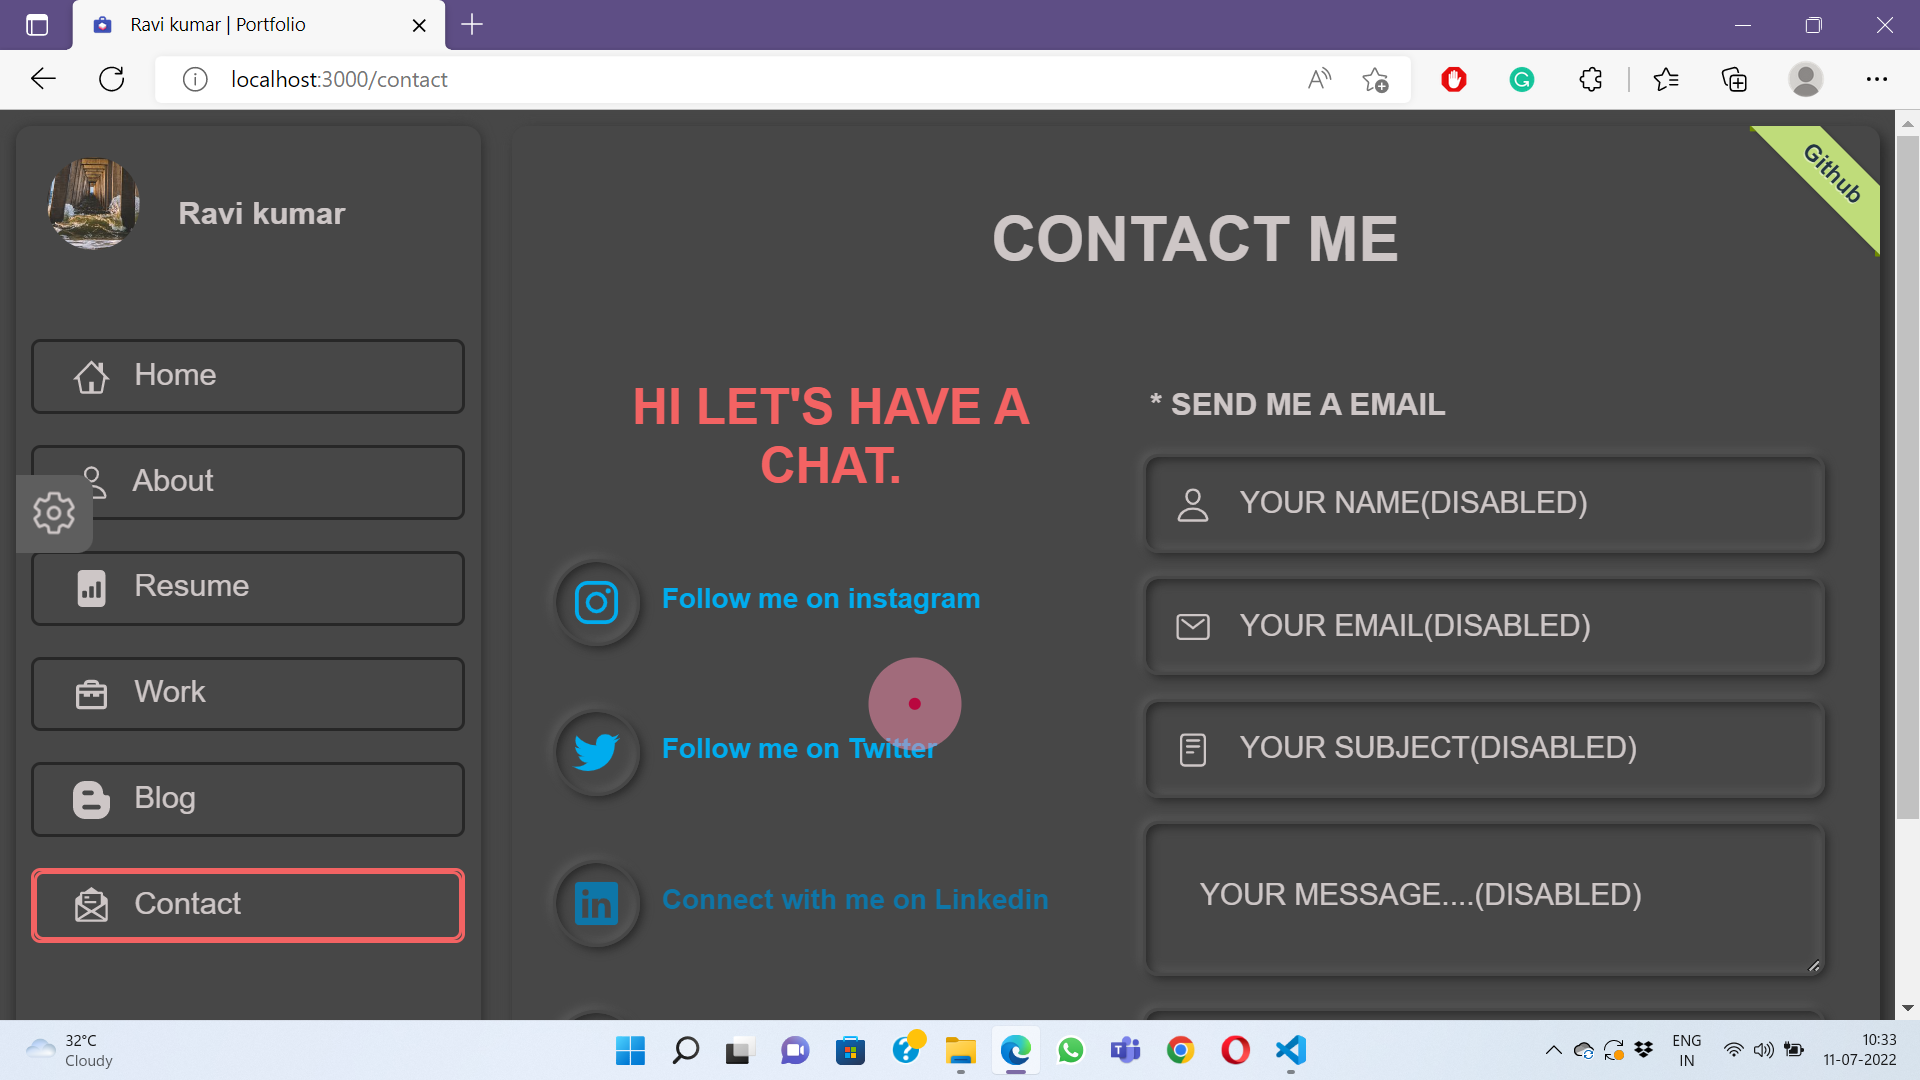 Ravi kumar | Portfolio
localhost:3000/contact
Ravi kumar
Home
About
Resume
Work
Blog
Contact
Github
CONTACT ME
HI LET'S HAVE A
CHAT.
Follow me on instagram
Follow me on Twitter
Connect with me on Linkedin
* SEND ME A EMAIL
YOUR NAME(DISABLED)
YOUR EMAIL(DISABLED)
YOUR SUBJECT(DISABLED)
YOUR MESSAGE....(DISABLED)
32°C
Cloudy
ENG
IN
10:33
11-07-2022